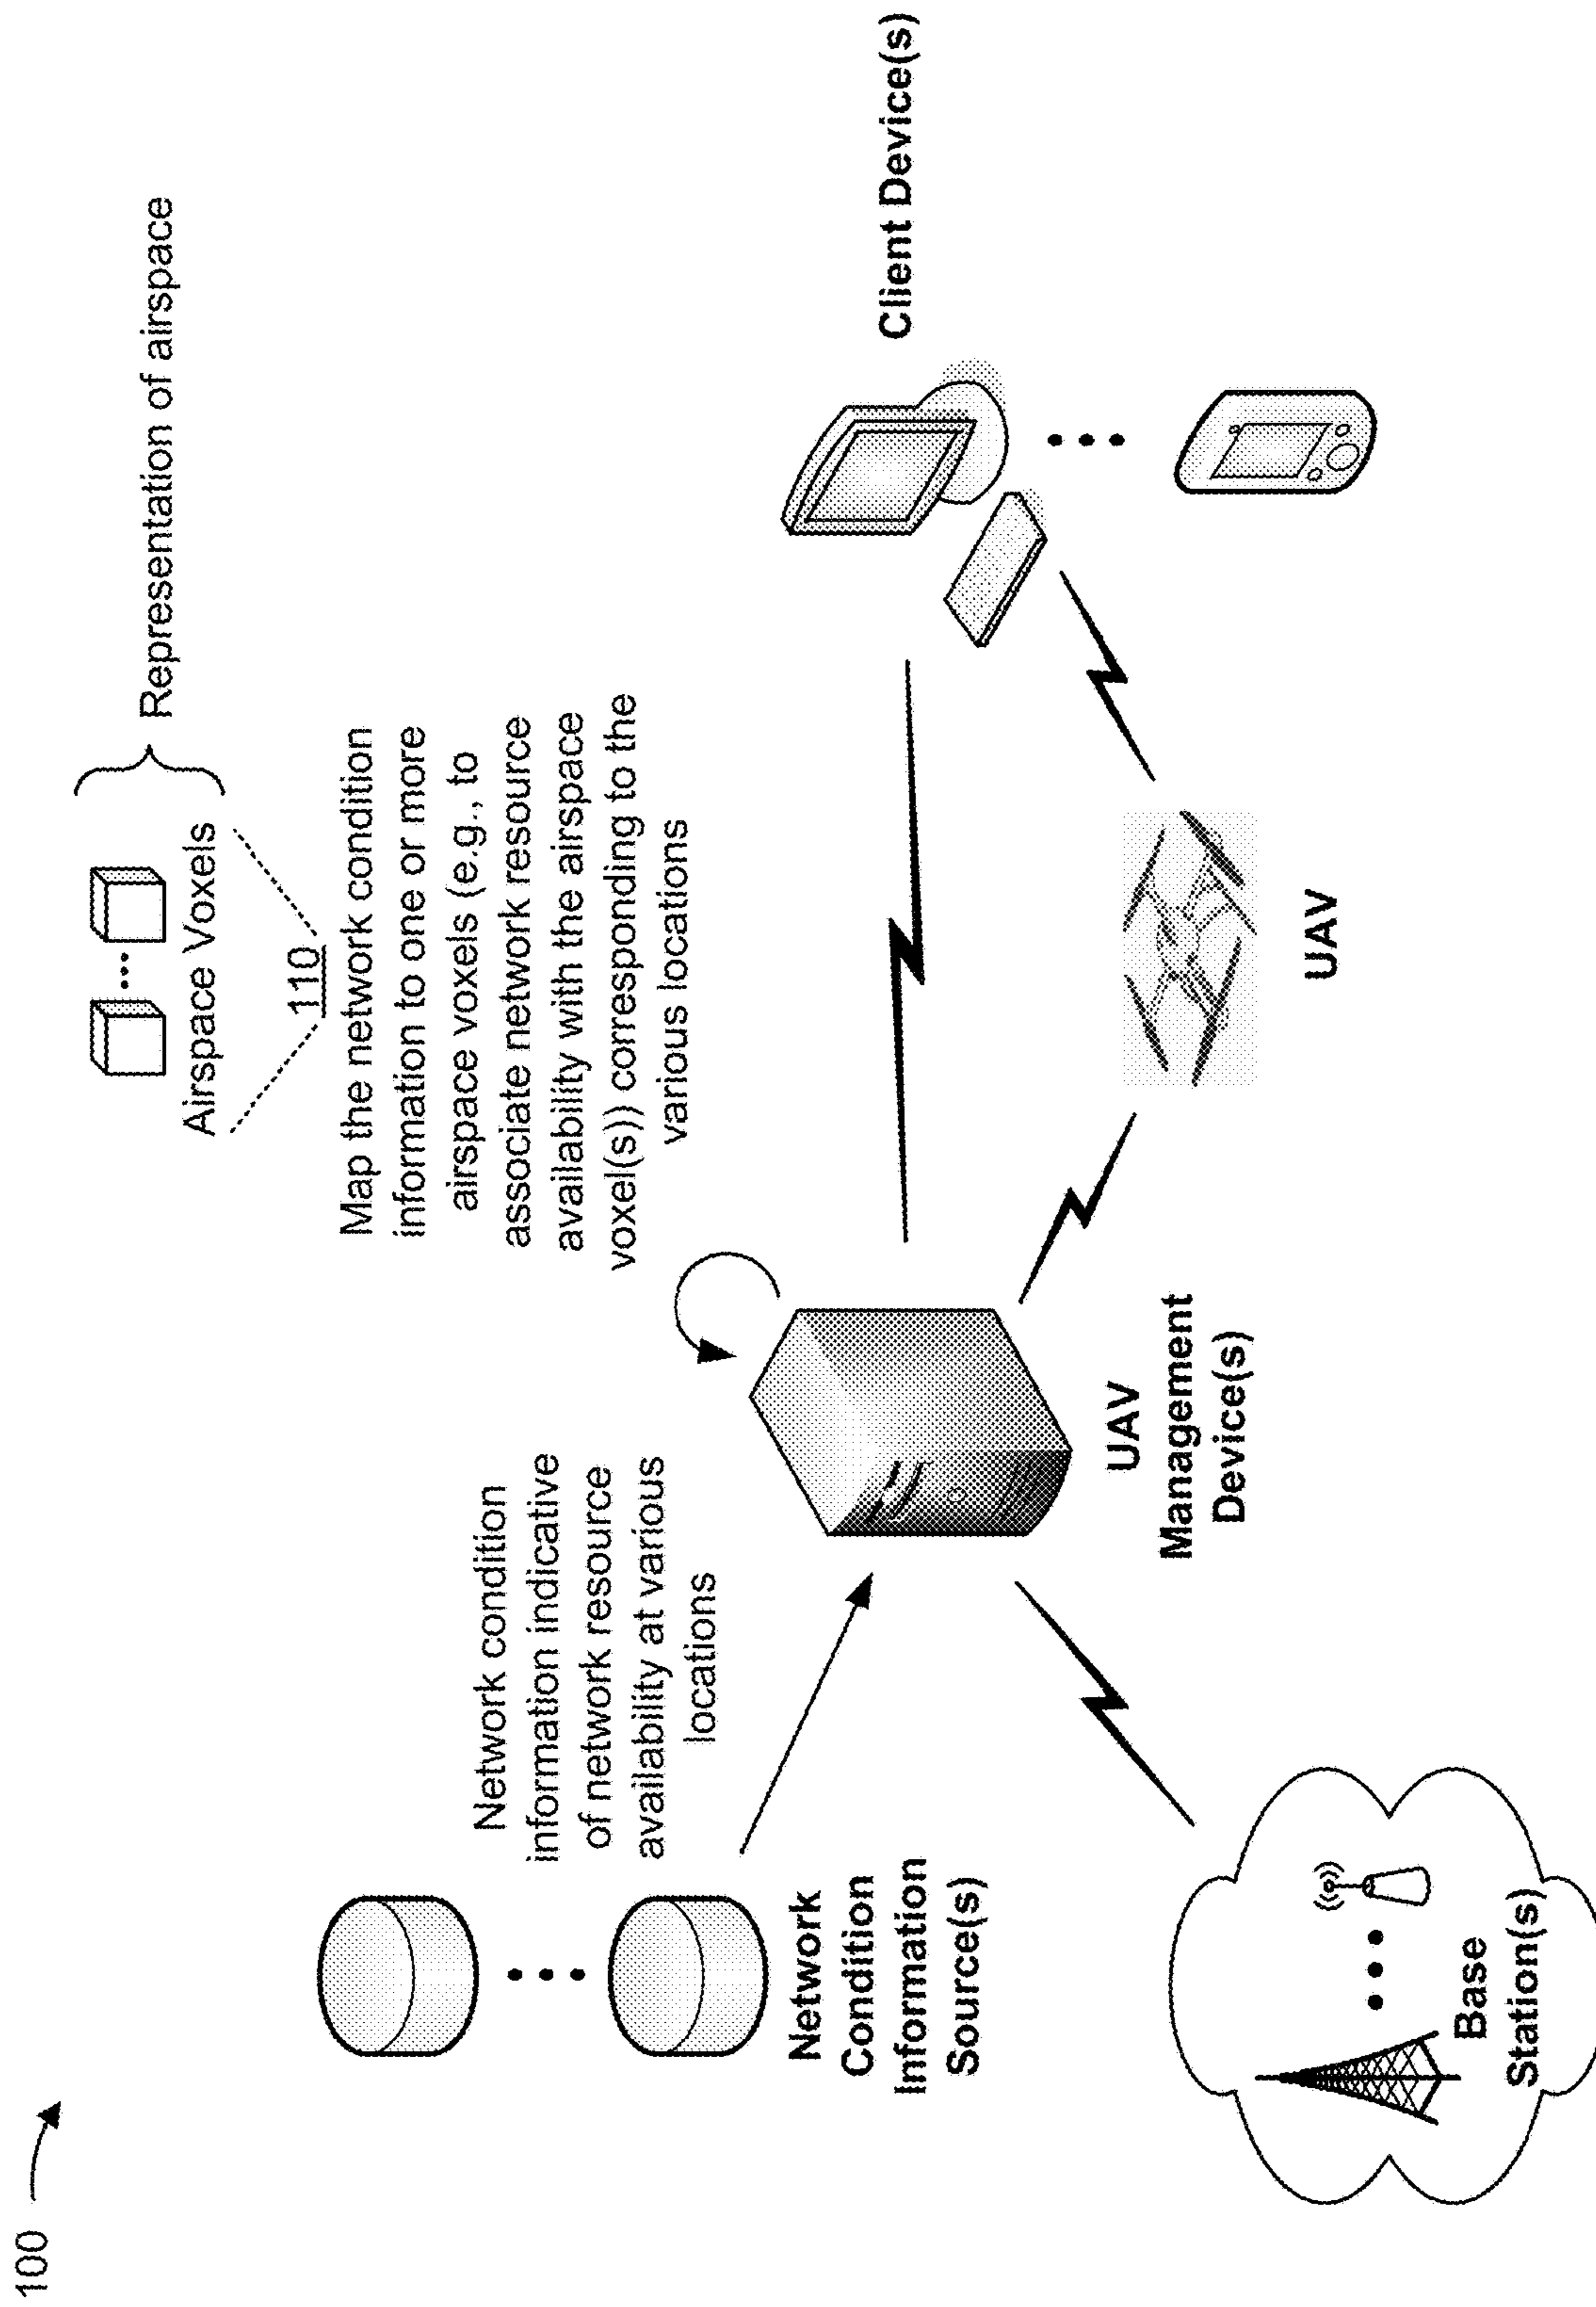 100
Airspace Voxels
Representation of airspace
110
Map the network condition
information to one or more
airspace voxels (e.g., to
associate network resource
availability with the airspace
voxel(s)) corresponding to the
various locations
Network condition
information indicative
of network resource
availability at various
locations
Network
Condition
Information
Source(s)
UAV
Management
Device(s)
Client Device(s)
UAV
Base
Station(s)